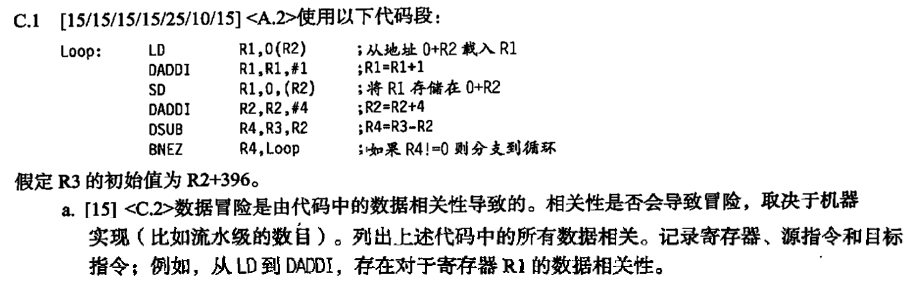 C.1 [15/15/15/15/25/10/15] <A.2>使用以下代码段：
Loop: LD R1,0(R2) ;从地址 0+R2 载入 R1
DADDI R1,R1,#1 ;R1=R1+1
SD R1,0,(R2) ;将 R1 存储在 0+R2
DADDI R2,R2,#4 ;R2=R2+4
DSUB R4,R3,R2 ;R4=R3-R2
BNEZ R4,Loop ;如果 R4!=0 则分支到循环
假定 R3 的初始值为 R2+396。
a. [15] <C.2>数据冒险是由代码中的数据相关性导致的。相关性是否会导致冒险，取决于机器
实现（比如流水级的数目）。列出上述代码中的所有数据相关。记录寄存器、源指令和目标
指令；例如，从 LD 到 DADDI，存在对于寄存器 R1 的数据相关性。